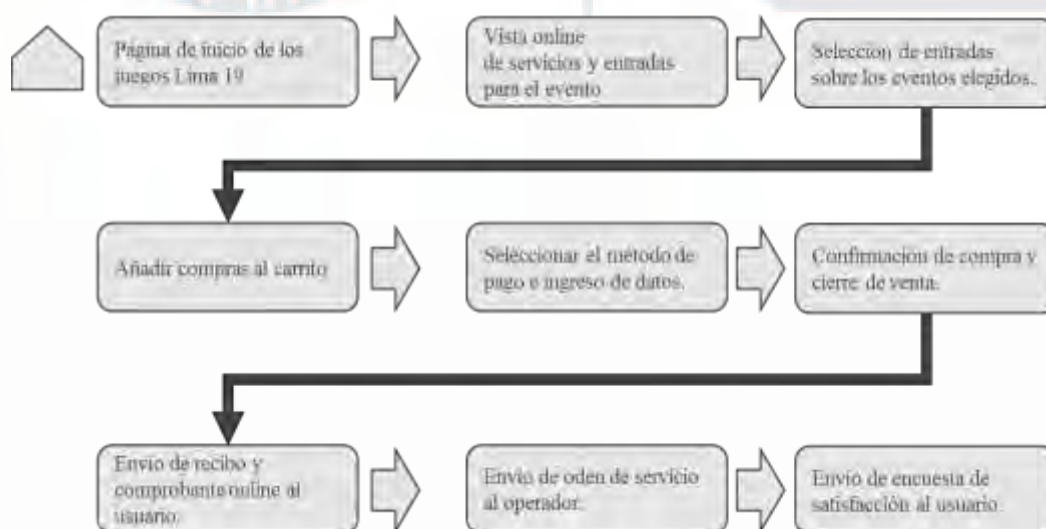 Página de inicio de los
juegos Lima 19
Vista online
de servicios y entradas
para el evento
Selección de entradas
sobre los eventos elegidos.
Añadir compras al carrito
Seleccionar el método de
pago e ingreso de datos.
Confirmación de compra y
cierre de venta.
Envío de recibo y
comprobante online al
usuario.
Envío de oden de servicio
al operador.
Envío de encuesta de
satisfacción al usuario